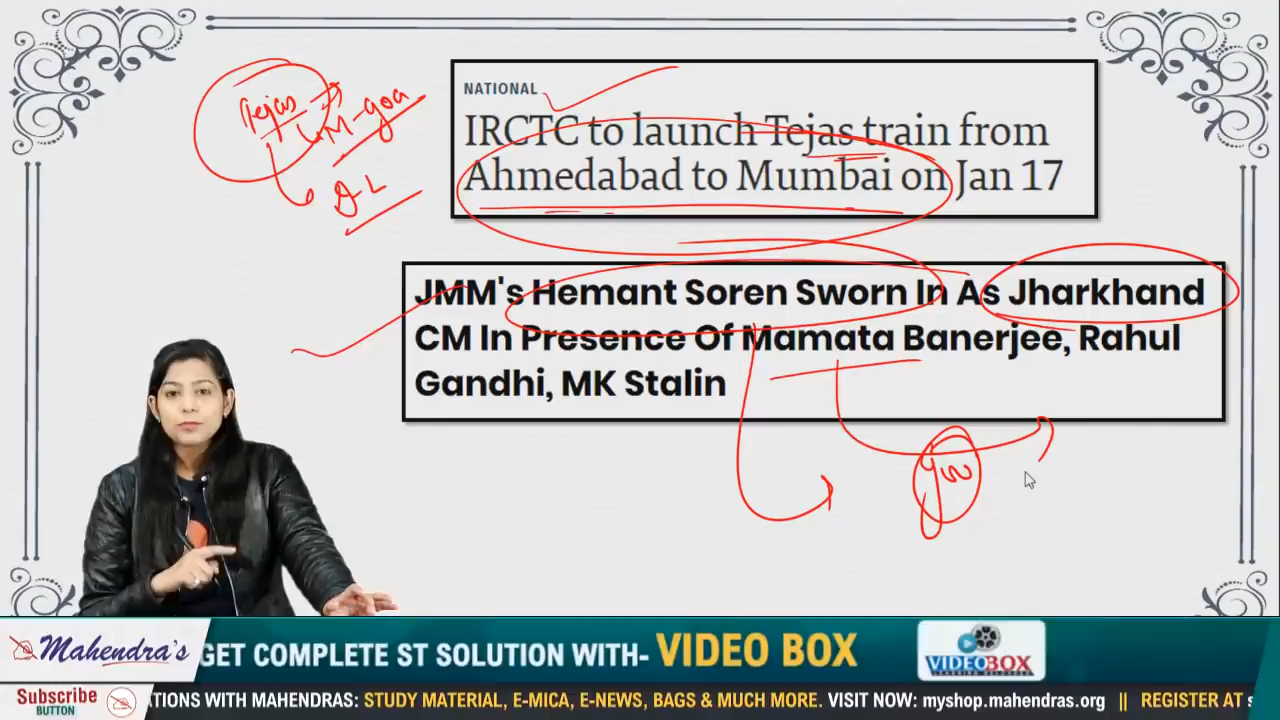 NATIONAL
IRCTC to launch Tejas train from
Ahmedabad to Mumbai on Jan 17
Tejas
M-goa
D-L
JMM's Hemant Soren Sworn In As Jharkhand
CM In Presence Of Mamata Banerjee, Rahul
Gandhi, MK Stalin
Mahendra's
GET COMPLETE ST SOLUTION WITH- VIDEO BOX
VIDEOBOX
Subscribe
BUTTON
ATIONS WITH MAHENDRAS: STUDY MATERIAL, E-MICA, E-NEWS, BAGS & MUCH MORE. VISIT NOW: myshop.mahendras.org || REGISTER AT s